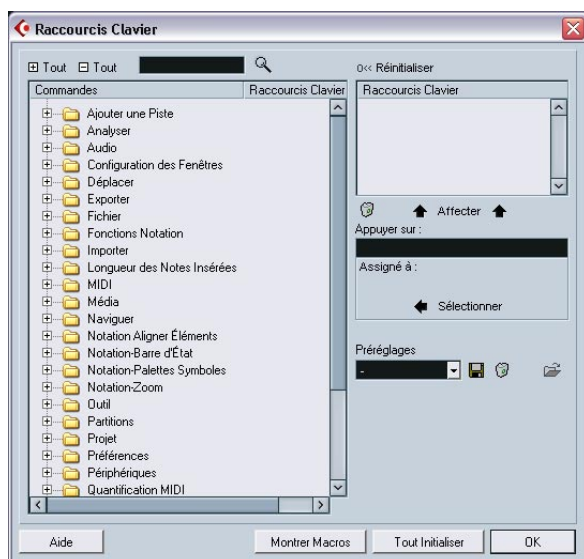 Raccourcis Clavier
Tout Tout
Commandes Raccourcis Clavier
Ajouter une Piste
Analyser
Audio
Configuration des Fenêtres
Déplacer
Exporter
Fichier
Fonctions Notation
Importer
Longueur des Notes Insérées
MIDI
Média
Naviguer
Notation Aligner Éléments
Notation-Barre d'État
Notation-Palettes Symboles
Notation-Zoom
Outil
Partitions
Projet
Préférences
Périphériques
Quantification MIDI
0<< Réinitialiser
Raccourcis Clavier
Affecter
Appuyer sur :
Assigné à :
Sélectionner
Préréglages
-
Aide Montrer Macros Tout Initialiser OK